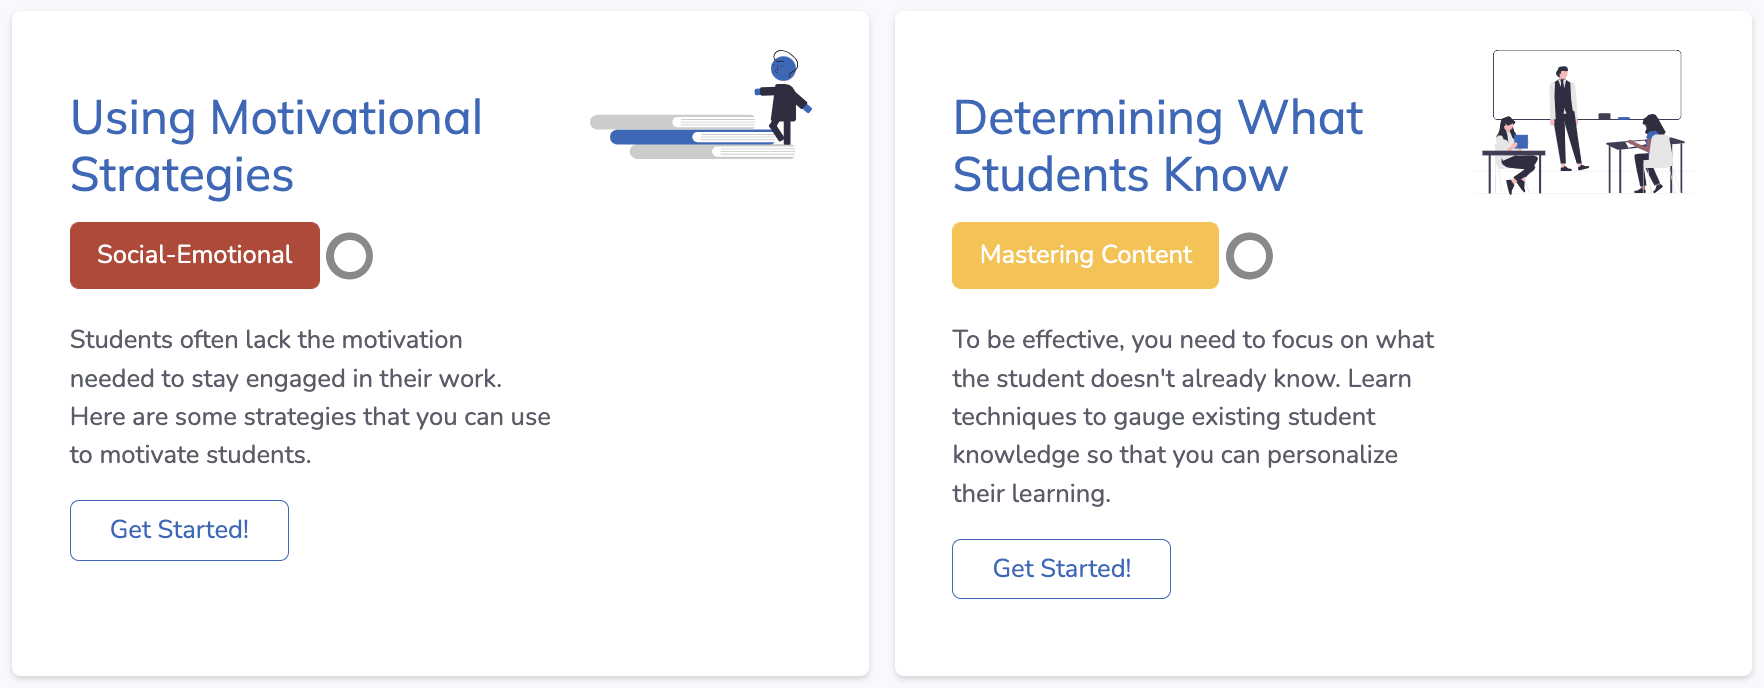 Using Motivational
Strategies
Social-Emotional
Students often lack the motivation
needed to stay engaged in their work.
Here are some strategies that you can use
to motivate students.
Get Started!
Determining What
Students Know
Mastering Content
To be effective, you need to focus on what
the student doesn't already know. Learn
techniques to gauge existing student
knowledge so that you can personalize
their learning.
Get Started!